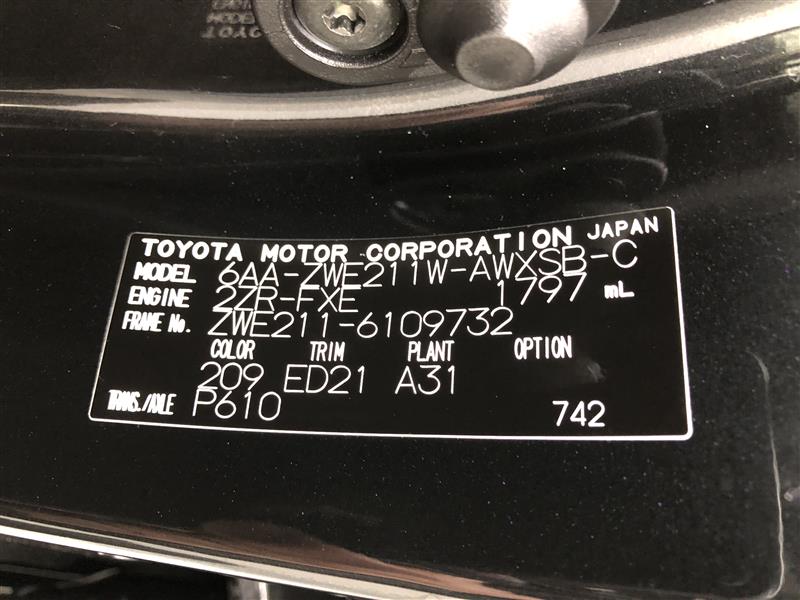 TOYOTA MOTOR CORPORATION JAPAN
MODEL 6AA-ZWE211W-AWXSB-C
ENGINE 2ZR-FXE 1797 mL
FRAME No. ZWE211-6109732
COLOR TRIM PLANT OPTION
209 ED21 A31
TRANS./AXLE P610 742